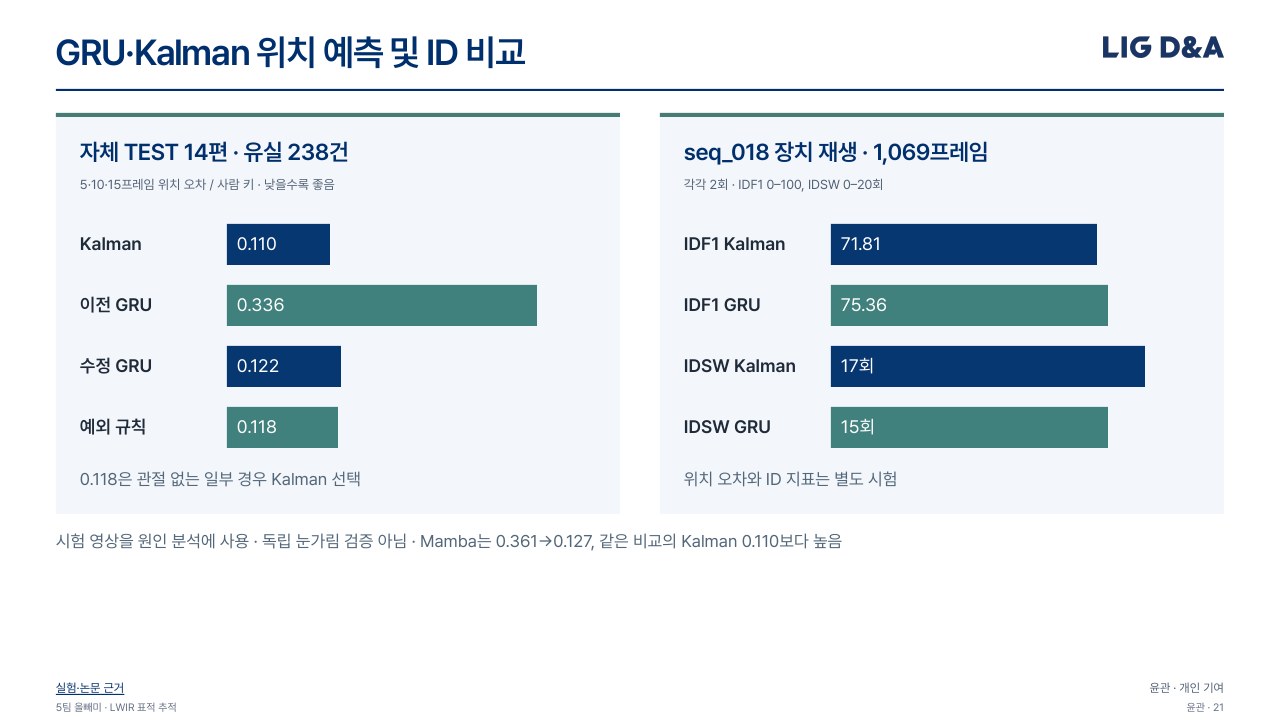 GRU·Kalman 위치 예측 및 ID 비교
LIG D&A
자체 TEST 14편 · 유실 238건
5·10·15프레임 위치 오차 / 사람 키 · 낮을수록 좋음
Kalman
0.110
이전 GRU
0.336
수정 GRU
0.122
예외 규칙
0.118
0.118은 관절 없는 일부 경우 Kalman 선택
seq_018 장치 재생 · 1,069프레임
각각 2회 · IDF1 0–100, IDSW 0–20회
IDF1 Kalman
71.81
IDF1 GRU
75.36
IDSW Kalman
17회
IDSW GRU
15회
위치 오차와 ID 지표는 별도 시험
시험 영상을 원인 분석에 사용 · 독립 눈가림 검증 아님 · Mamba는 0.361→0.127, 같은 비교의 Kalman 0.110보다 높음
실험·논문 근거
5팀 올빼미 · LWIR 표적 추적
윤관 · 개인 기여
윤관 · 21